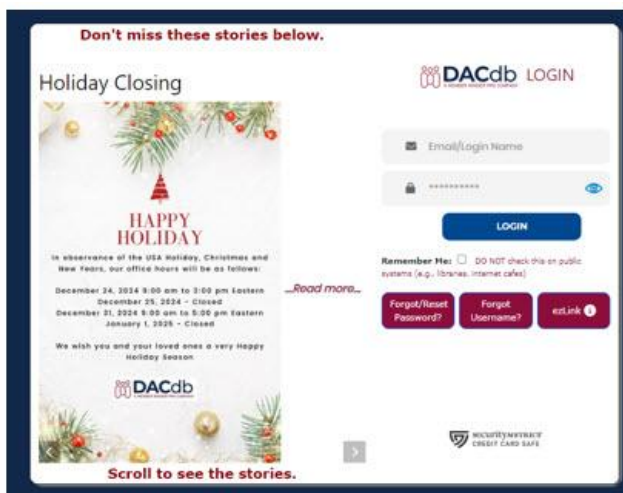 Don't miss these stories below.
Holiday Closing
HAPPY
HOLIDAY
In observance of the USA Holiday, Christmas and
New Years, our office hours will be as follows:
December 24, 2024 9:00 am to 3:00 pm Eastern
December 25, 2024 - Closed
December 31, 2024 9:00 am to 5:00 pm Eastern
January 1, 2025 - Closed
We wish you and your loved ones a very Happy
Holiday Season
DACdb
...Read more...
Scroll to see the stories.
DACdb LOGIN
Email/Login Name
**********
LOGIN
Remember Me: DO NOT check this on public
systems (e.g., libraries, internet cafes)
Forgot/Reset
Password?
Forgot
Username?
ezLink
SECURITYMETRICS
CREDIT CARD SAFE